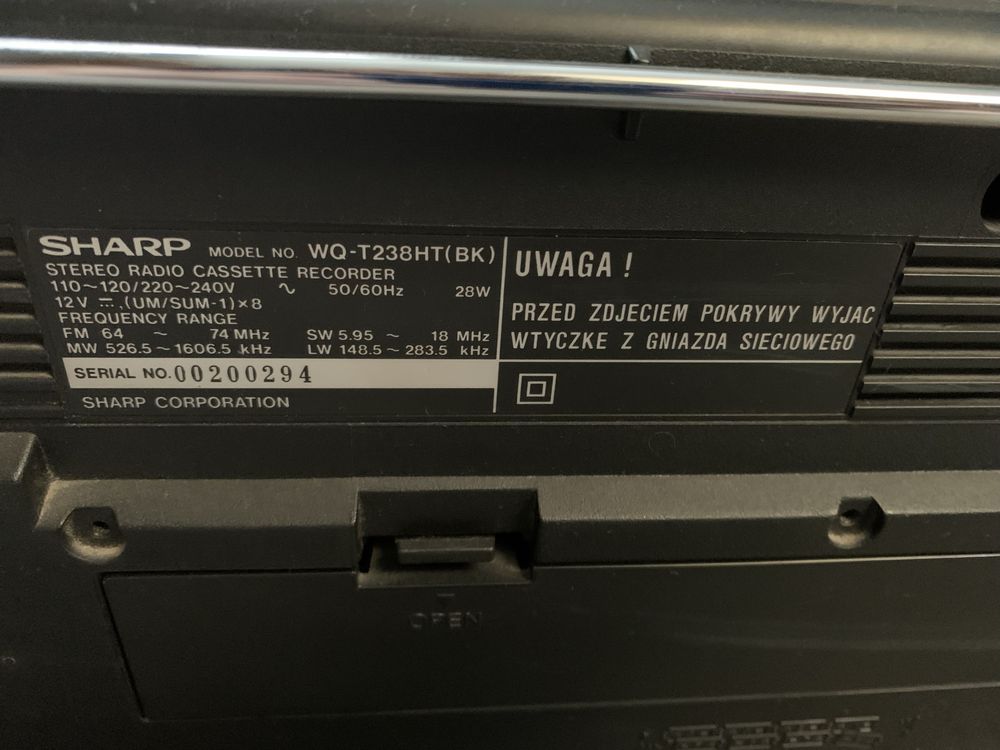 SHARP MODEL NO. WQ-T238HT(BK)
STEREO RADIO CASSETTE RECORDER
110～120/220～240V ∿ 50/60Hz 28W
12V ⎓,(UM/SUM-1)×8
FREQUENCY RANGE
FM 64 ～ 74 MHz SW 5.95 ～ 18 MHz
MW 526.5～1606.5 kHz LW 148.5～283.5 kHz
SERIAL NO. 00200294
SHARP CORPORATION
UWAGA !
PRZED ZDJECIEM POKRYWY WYJAC
WTYCZKE Z GNIAZDA SIECIOWEGO
OPEN